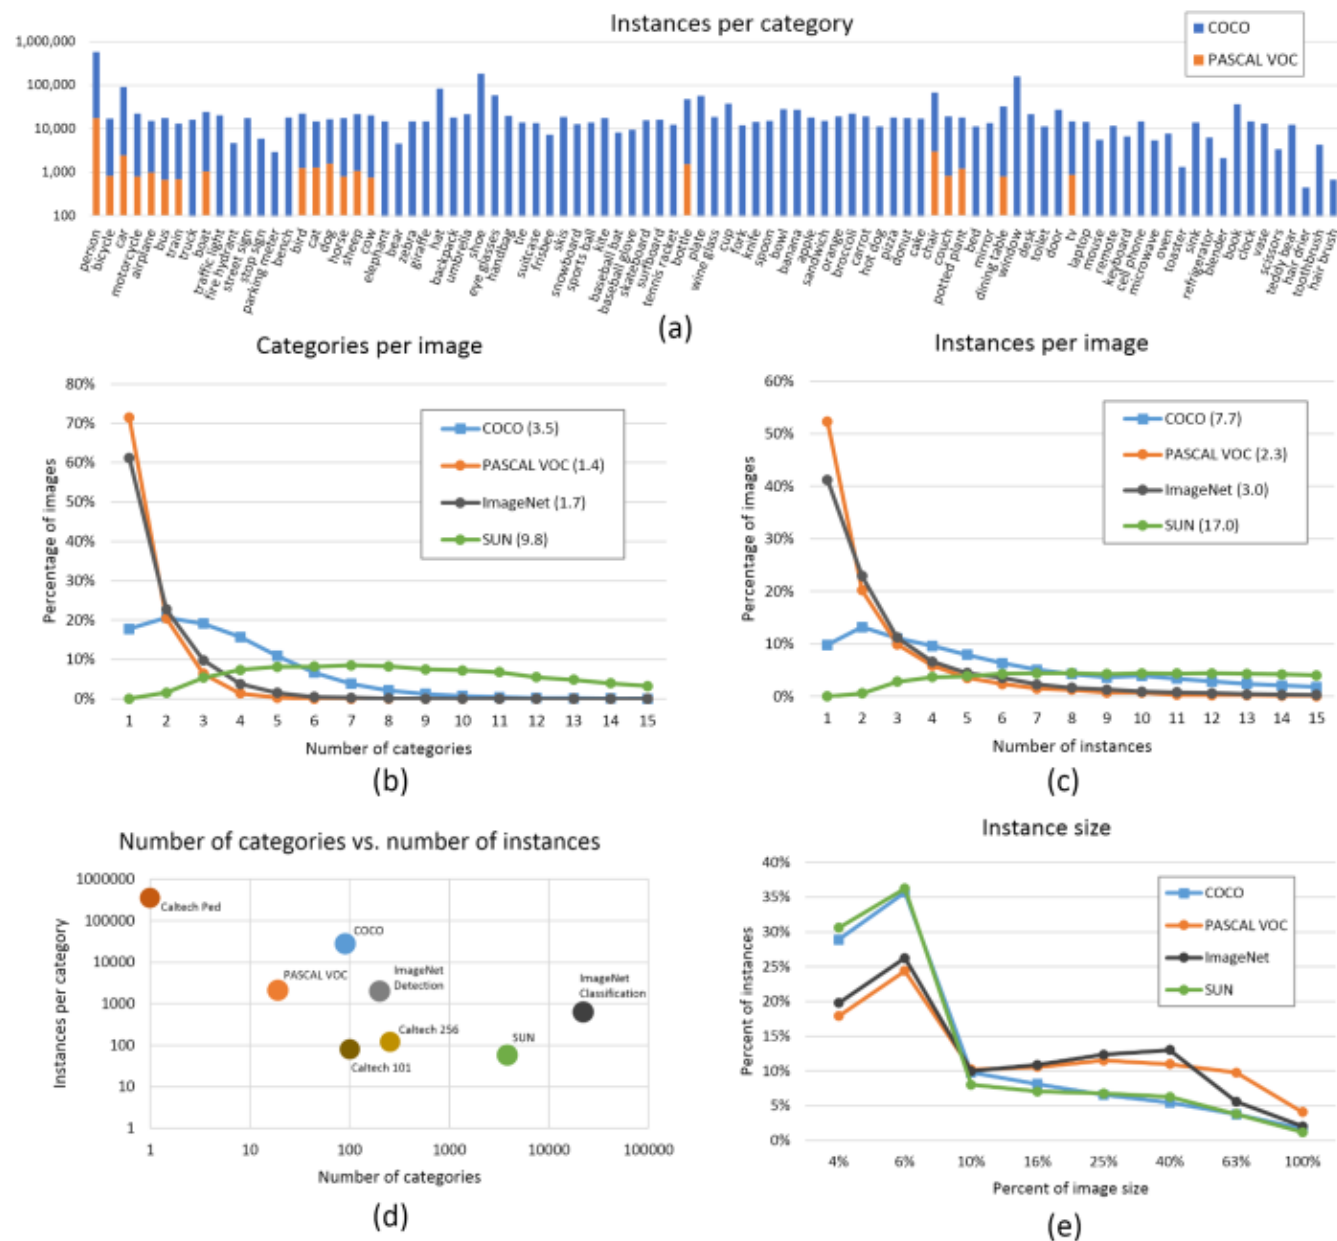 Instances per category
COCO
PASCAL VOC
1,000,000
100,000
10,000
1,000
100
person
bicycle
car
motorcycle
airplane
bus
train
truck
boat
traffic light
fire hydrant
street sign
stop sign
parking meter
bench
bird
cat
dog
horse
sheep
cow
elephant
bear
zebra
giraffe
hat
backpack
umbrella
shoe
eye glasses
handbag
tie
suitcase
frisbee
skis
snowboard
sports ball
kite
baseball bat
baseball glove
skateboard
surfboard
tennis racket
bottle
plate
wine glass
cup
fork
knife
spoon
bowl
banana
apple
sandwich
orange
broccoli
carrot
hot dog
pizza
donut
cake
chair
couch
potted plant
bed
mirror
dining table
window
desk
toilet
door
tv
laptop
mouse
remote
keyboard
cell phone
microwave
oven
toaster
sink
refrigerator
blender
book
clock
vase
scissors
teddy bear
hair drier
toothbrush
hair brush
(a)
Categories per image
80%
70%
60%
50%
40%
30%
20%
10%
0%
Percentage of images
COCO (3.5)
PASCAL VOC (1.4)
ImageNet (1.7)
SUN (9.8)
1 2 3 4 5 6 7 8 9 10 11 12 13 14 15
Number of categories
(b)
Instances per image
60%
50%
40%
30%
20%
10%
0%
Percentage of images
COCO (7.7)
PASCAL VOC (2.3)
ImageNet (3.0)
SUN (17.0)
1 2 3 4 5 6 7 8 9 10 11 12 13 14 15
Number of instances
(c)
Number of categories vs. number of instances
1000000
100000
10000
1000
100
10
1
Instances per category
Caltech Ped
COCO
PASCAL VOC
ImageNet
Detection
ImageNet
Classification
Caltech 256
Caltech 101
SUN
1 10 100 1000 10000 100000
Number of categories
(d)
Instance size
40%
35%
30%
25%
20%
15%
10%
5%
0%
Percent of instances
COCO
PASCAL VOC
ImageNet
SUN
4% 6% 10% 16% 25% 40% 63% 100%
Percent of image size
(e)